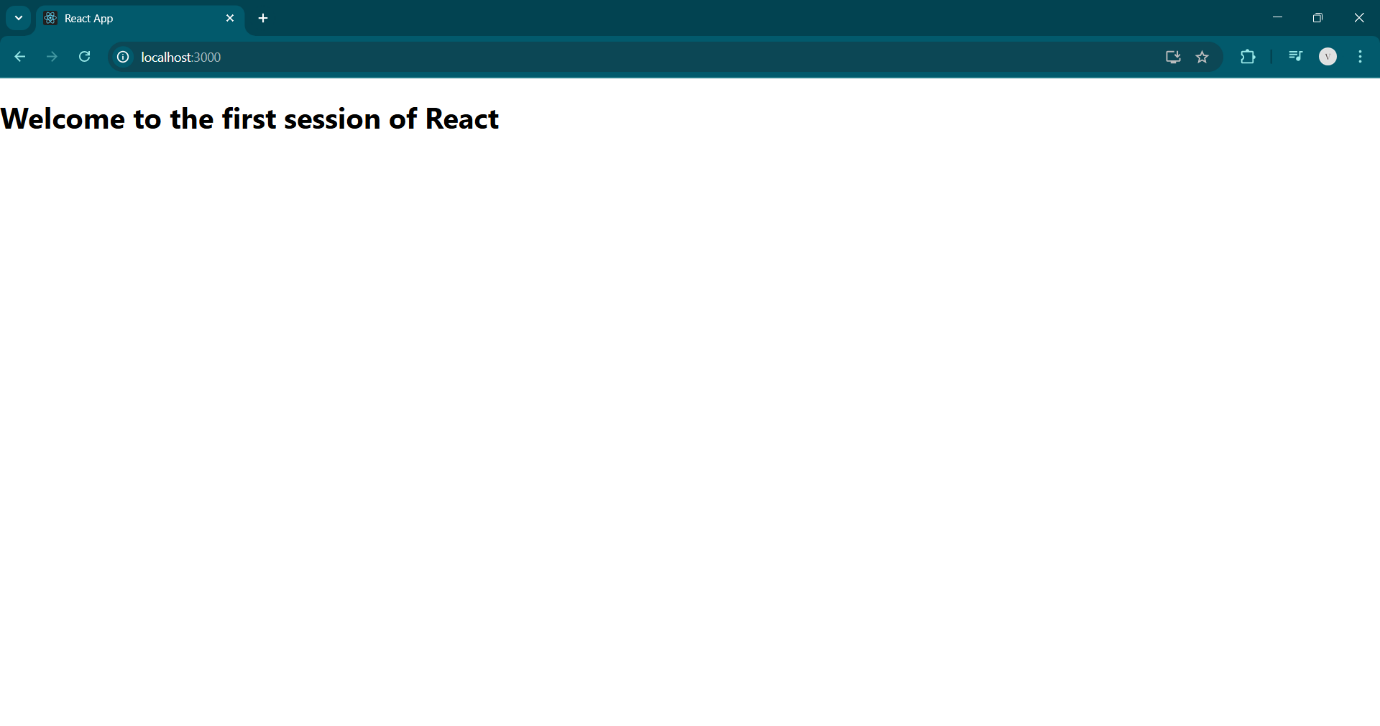 React App
localhost:3000
V
Welcome to the first session of React